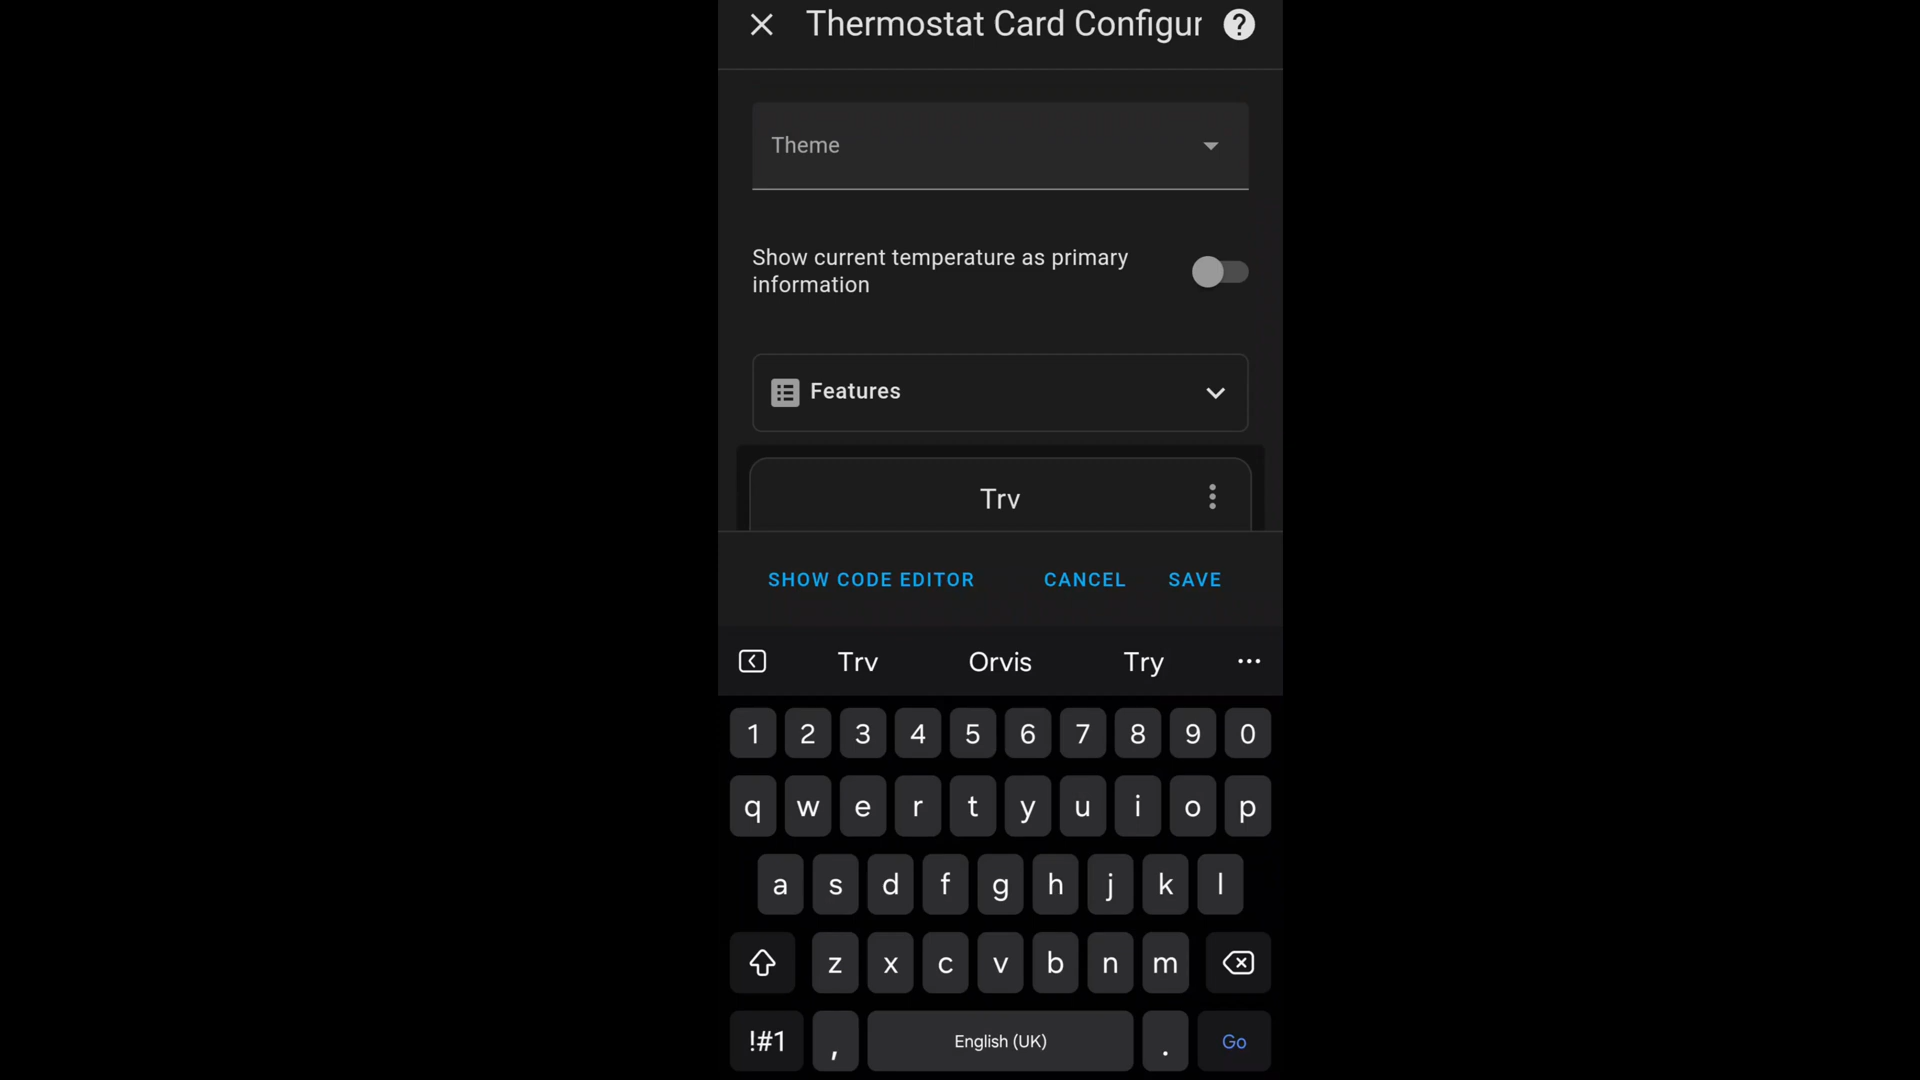 Thermostat Card Configur
Theme
Show current temperature as primary
information
Features
Trv
SHOW CODE EDITOR CANCEL SAVE
Trv Orvis Try
1 2 3 4 5 6 7 8 9 0
q w e r t y u i o p
a s d f g h j k l
z x c v b n m
!#1 , English (UK) . Go